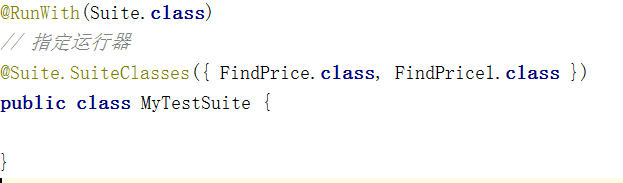 @RunWith(Suite.class)
// 指定运行器
@Suite.SuiteClasses({ FindPrice.class, FindPrice1.class })
public class MyTestSuite {
}